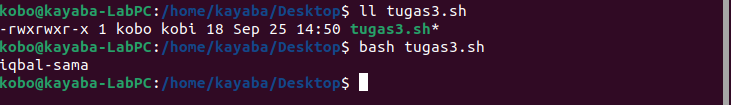 kobo@kayaba-LabPC:/home/kayaba/Desktop$ ll tugas3.sh
-rwxrwxr-x 1 kobo kobi 18 Sep 25 14:50 tugas3.sh*
kobo@kayaba-LabPC:/home/kayaba/Desktop$ bash tugas3.sh
iqbal-sama
kobo@kayaba-LabPC:/home/kayaba/Desktop$